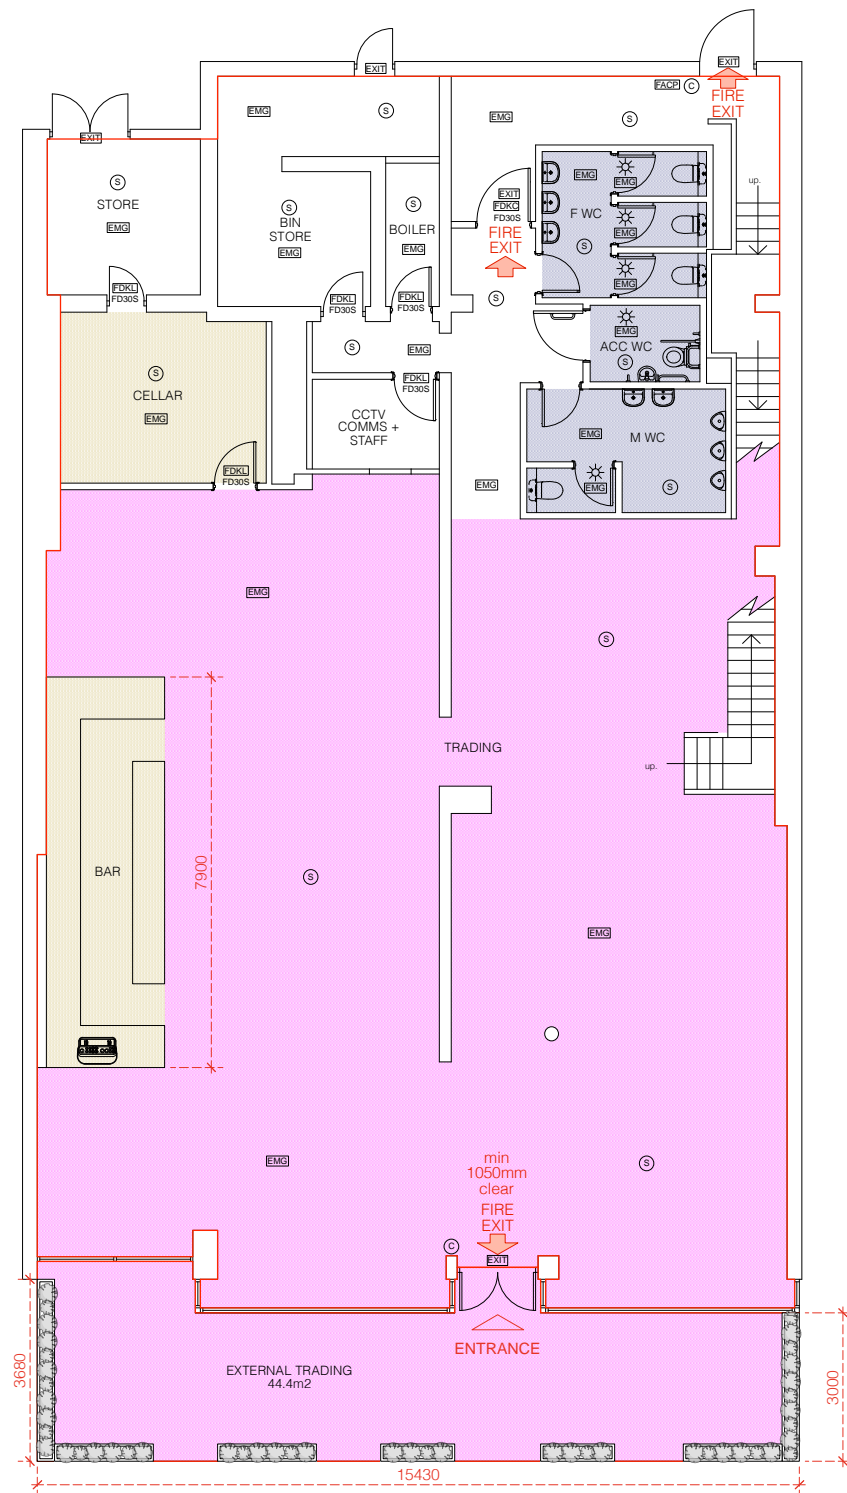 EXIT
EXIT
FACP
C
FIRE
EXIT
EMG
S
EMG
S
EXIT
S
STORE
EMG
S
BIN
STORE
EMG
S
BOILER
EMG
EXIT
FDKC
FD30S
FIRE
EXIT
EMG
F WC
S
EMG
EMG
EMG
up.
FDKL
FD30S
FDKL
FD30S
FDKL
FD30S
S
S
EMG
EMG
ACC WC
S
S
CELLAR
EMG
FDKL
FD30S
CCTV
COMMS +
STAFF
EMG
M WC
FDKL
FD30S
EMG
EMG
S
EMG
S
TRADING
up.
7900
BAR
S
EMG
EMG
S
min
1050mm
clear
FIRE
EXIT
C
EXIT
ENTRANCE
EXTERNAL TRADING
44.4m2
3680
3000
15430